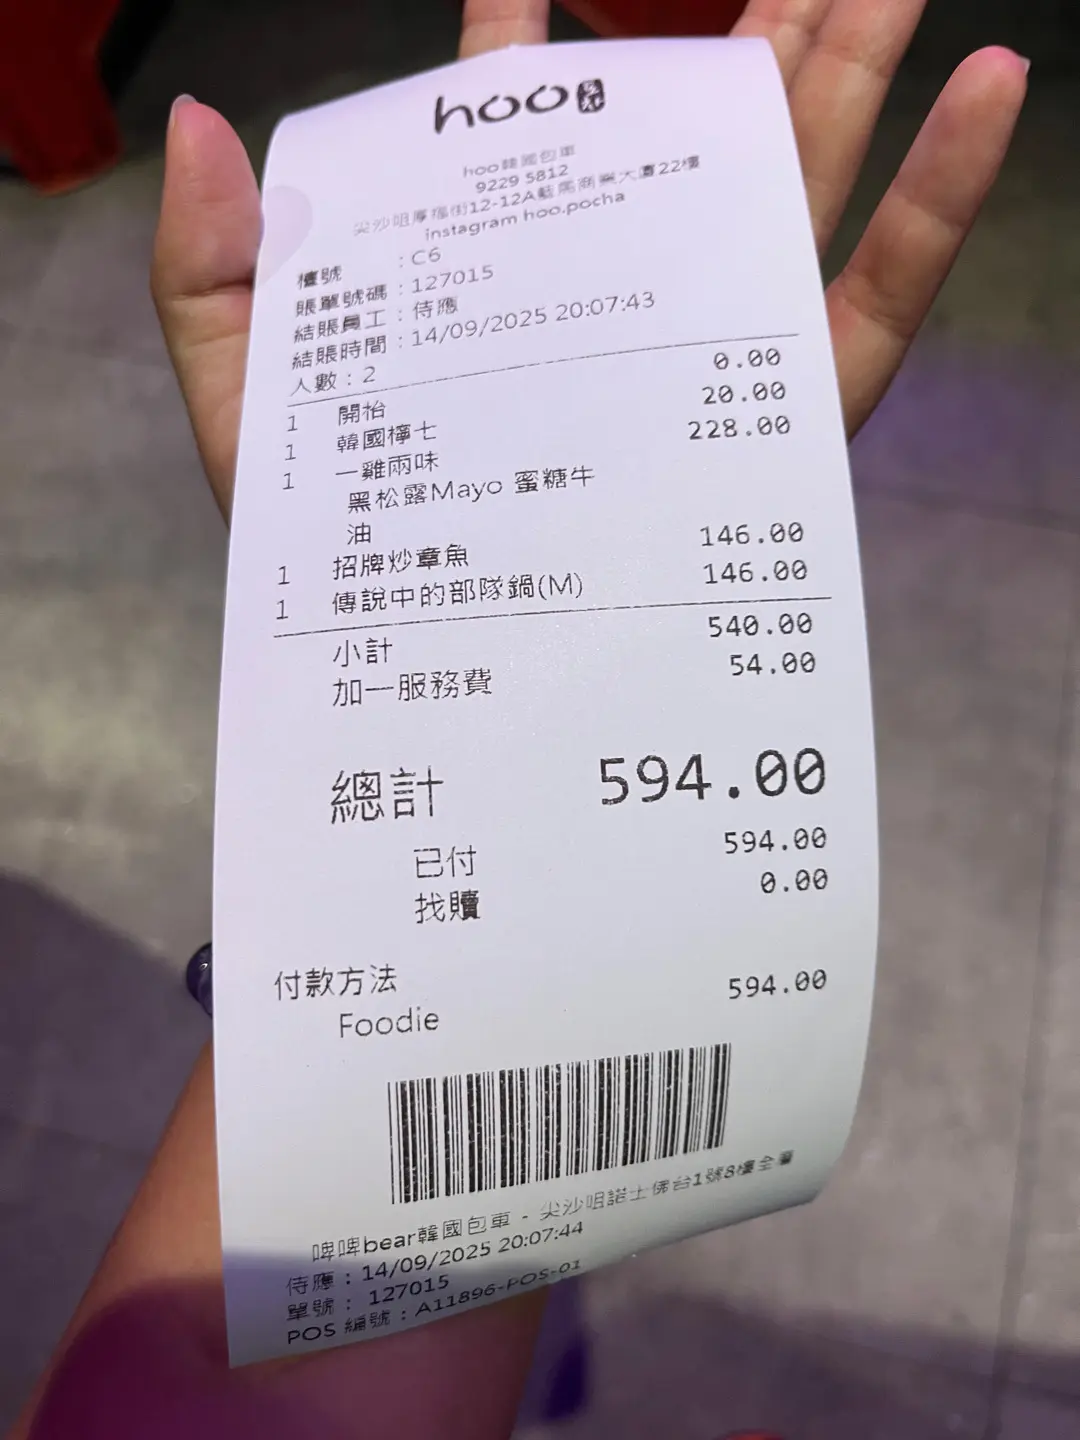 hoo
hoo韓國包車
9229 5812
尖沙咀厚福街12-12A藍馬商業大廈22樓
instagram hoo.pocha
檯號 : C6
賬單號碼 : 127015
結賬員工 : 侍應
結賬時間 : 14/09/2025 20:07:43
人數 : 2
1 開枱 0.00
1 韓國檸七 20.00
1 一雞兩味 228.00
黑松露Mayo 蜜糖牛
油
1 招牌炒章魚 146.00
1 傳說中的部隊鍋(M) 146.00
小計 540.00
加一服務費 54.00
總計 594.00
已付 594.00
找贖 0.00
付款方法
Foodie 594.00
啤啤bear韓國包車 - 尖沙咀諾士佛台1號8樓全層
侍應 : 14/09/2025 20:07:44
單號 : 127015
POS 編號 : A11896-POS-01